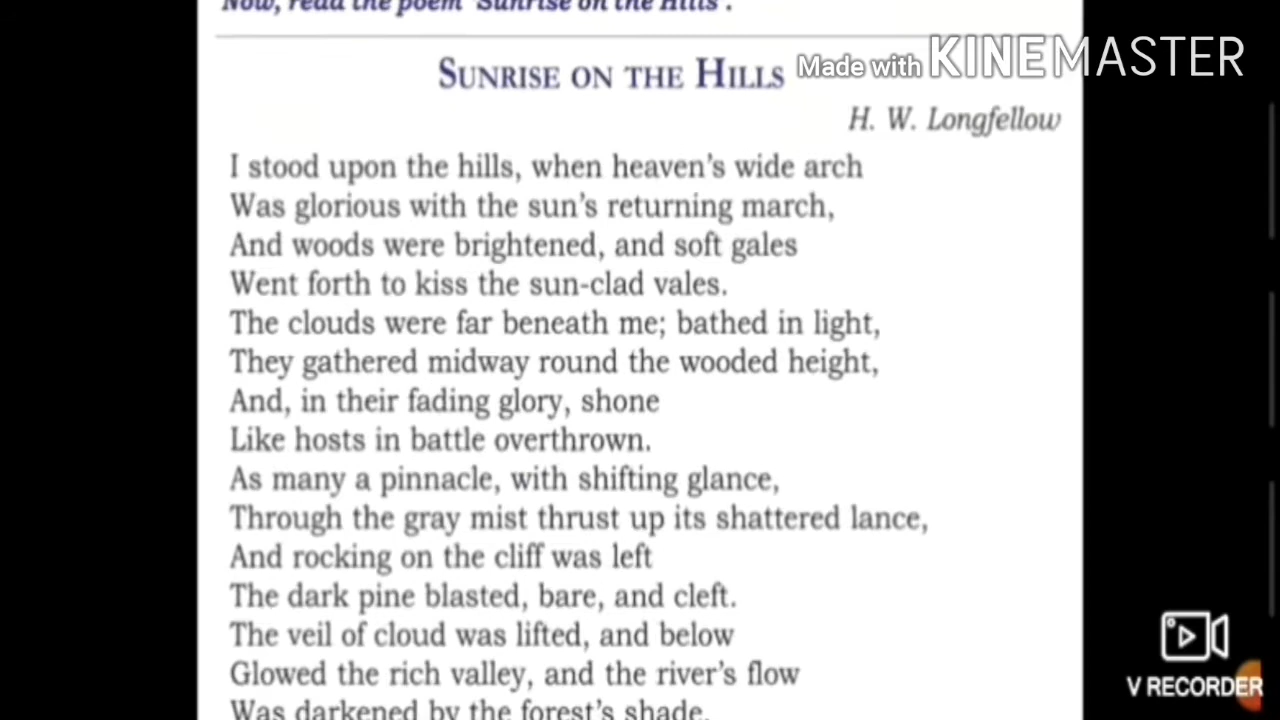 Now, read the poem 'Sunrise on the Hills'.
SUNRISE ON THE HILLS
Made with KINEMASTER
H. W. Longfellow
I stood upon the hills, when heaven's wide arch
Was glorious with the sun's returning march,
And woods were brightened, and soft gales
Went forth to kiss the sun-clad vales.
The clouds were far beneath me; bathed in light,
They gathered midway round the wooded height,
And, in their fading glory, shone
Like hosts in battle overthrown.
As many a pinnacle, with shifting glance,
Through the gray mist thrust up its shattered lance,
And rocking on the cliff was left
The dark pine blasted, bare, and cleft.
The veil of cloud was lifted, and below
Glowed the rich valley, and the river's flow
Was darkened by the forest's shade,
V RECORDER